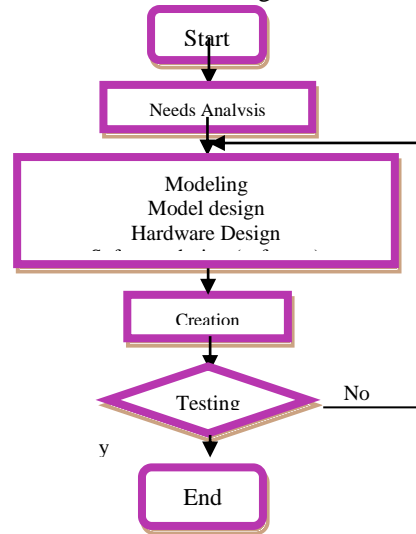 Start
Needs Analysis
Modeling
Model design
Hardware Design
Creation
Testing
No
y
End